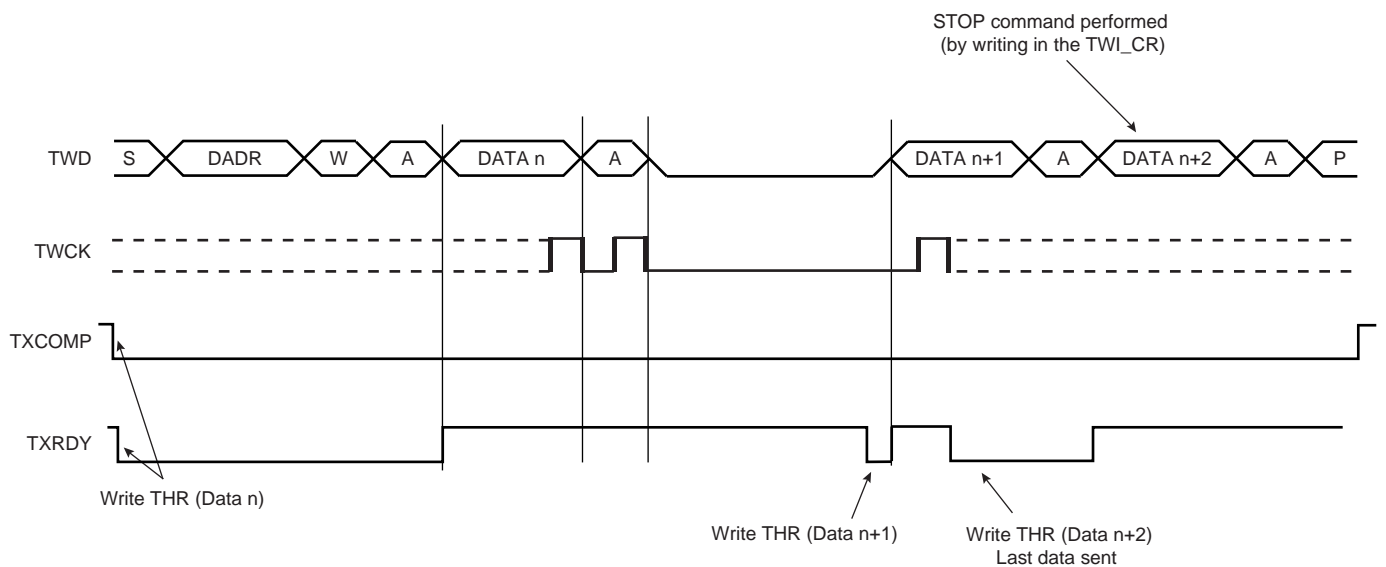 STOP command performed
(by writing in the TWI_CR)
TWD S DADR W A DATA n A DATA n+1 A DATA n+2 A P
TWCK
TXCOMP
TXRDY
Write THR (Data n)
Write THR (Data n+1)
Write THR (Data n+2)
Last data sent